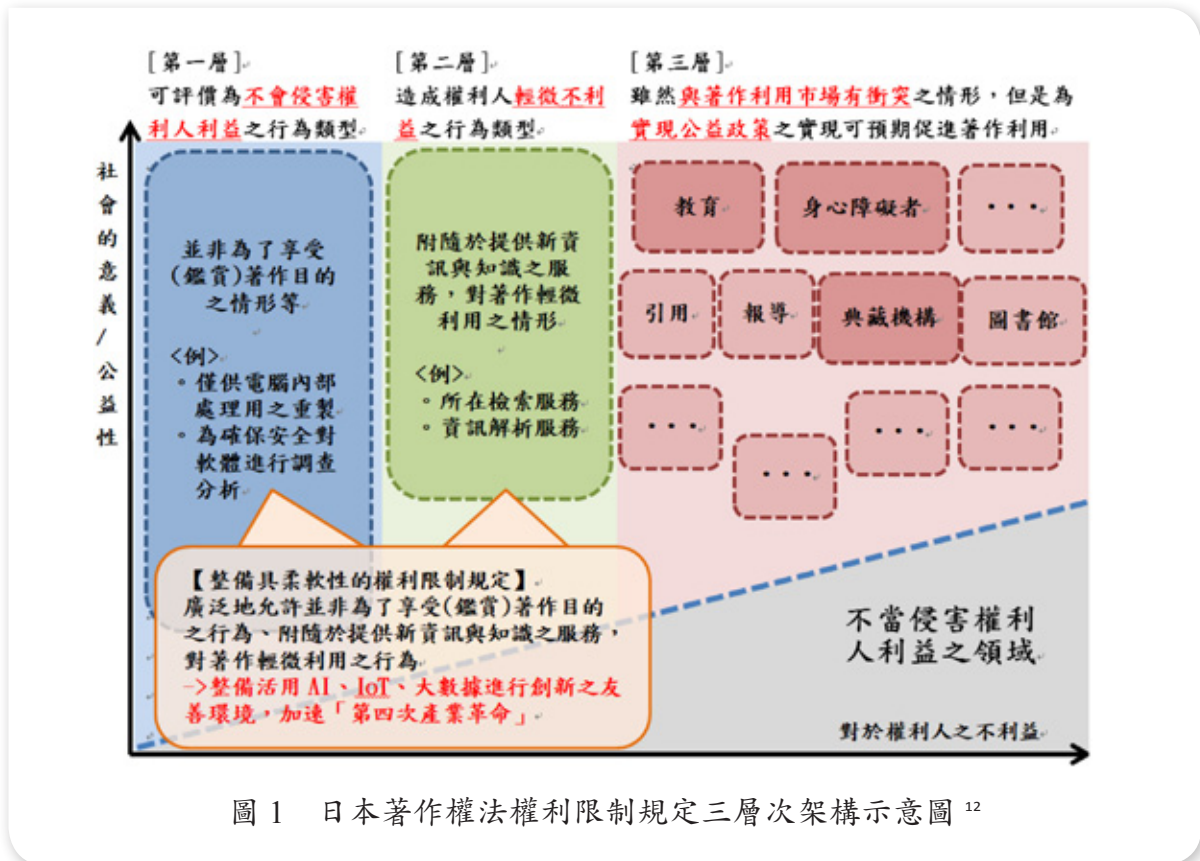 [第一層]
可評價為不會侵害權
利人利益之行為類型
[第二層]
造成權利人輕微不利
益之行為類型
[第三層]
雖然與著作利用市場有衝突之情形，但是為
實現公益政策之實現可預期促進著作利用
社會的意義/公益性
並非為了享受
(鑑賞)著作目的
之情形等
<例>
。僅供電腦內部
處理用之重製
。為確保安全對
軟體進行調查
分析
附隨於提供新資
訊與知識之服
務，對著作輕微
利用之情形
<例>
。所在檢索服務
。資訊解析服務
教育
身心障礙者
・・・
引用
報導
典藏機構
圖書館
・・・
・・・
・・・
・・・
【整備具柔軟性的權利限制規定】
廣泛地允許並非為了享受(鑑賞)著作目的
之行為、附隨於提供新資訊與知識之服務，
對著作輕微利用之行為
->整備活用 AI、IoT、大數據進行創新之友
善環境，加速「第四次產業革命」
不當侵害權利
人利益之領域
對於權利人之不利益
圖 1 日本著作權法權利限制規定三層次架構示意圖 12